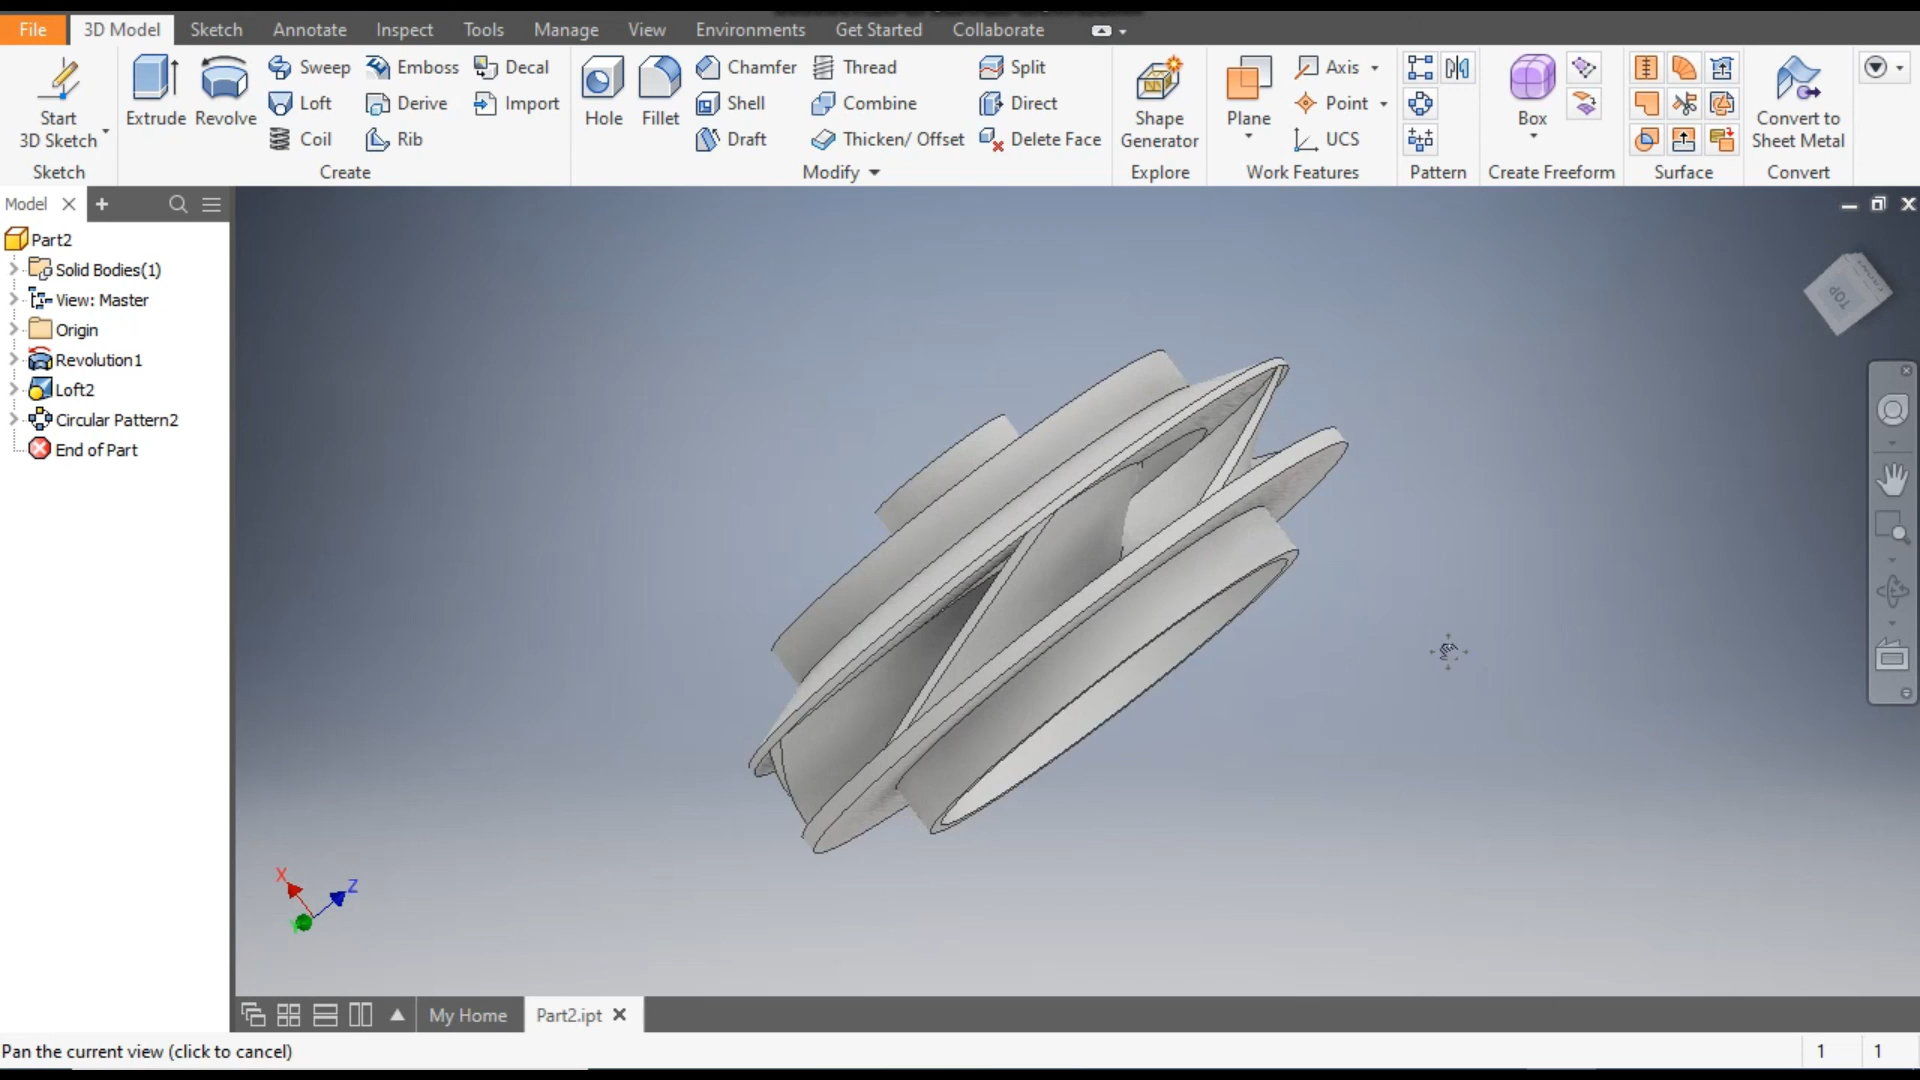 File 3D Model Sketch Annotate Inspect Tools Manage View Environments Get Started Collaborate
Start
3D Sketch
Sketch
Extrude Revolve
Sweep
Loft
Coil
Emboss
Derive
Rib
Decal
Import
Create
Hole Fillet
Chamfer
Shell
Draft
Thread
Combine
Thicken/ Offset
Split
Direct
Delete Face
Modify
Shape
Generator
Explore
Plane
Axis
Point
UCS
Work Features
Pattern
Box
Create Freeform
Surface
Convert to
Sheet Metal
Convert
Model
Part2
Solid Bodies(1)
View: Master
Origin
Revolution1
Loft2
Circular Pattern2
End of Part
TOP
X
Z
Y
My Home Part2.ipt
Pan the current view (click to cancel) 1 1